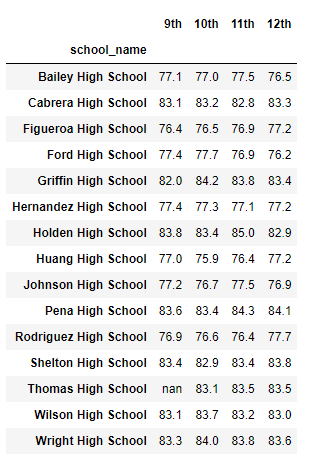 9th 10th 11th 12th
school_name
Bailey High School 77.1 77.0 77.5 76.5
Cabrera High School 83.1 83.2 82.8 83.3
Figueroa High School 76.4 76.5 76.9 77.2
Ford High School 77.4 77.7 76.9 76.2
Griffin High School 82.0 84.2 83.8 83.4
Hernandez High School 77.4 77.3 77.1 77.2
Holden High School 83.8 83.4 85.0 82.9
Huang High School 77.0 75.9 76.4 77.2
Johnson High School 77.2 76.7 77.5 76.9
Pena High School 83.6 83.4 84.3 84.1
Rodriguez High School 76.9 76.6 76.4 77.7
Shelton High School 83.4 82.9 83.4 83.8
Thomas High School nan 83.1 83.5 83.5
Wilson High School 83.1 83.7 83.2 83.0
Wright High School 83.3 84.0 83.8 83.6